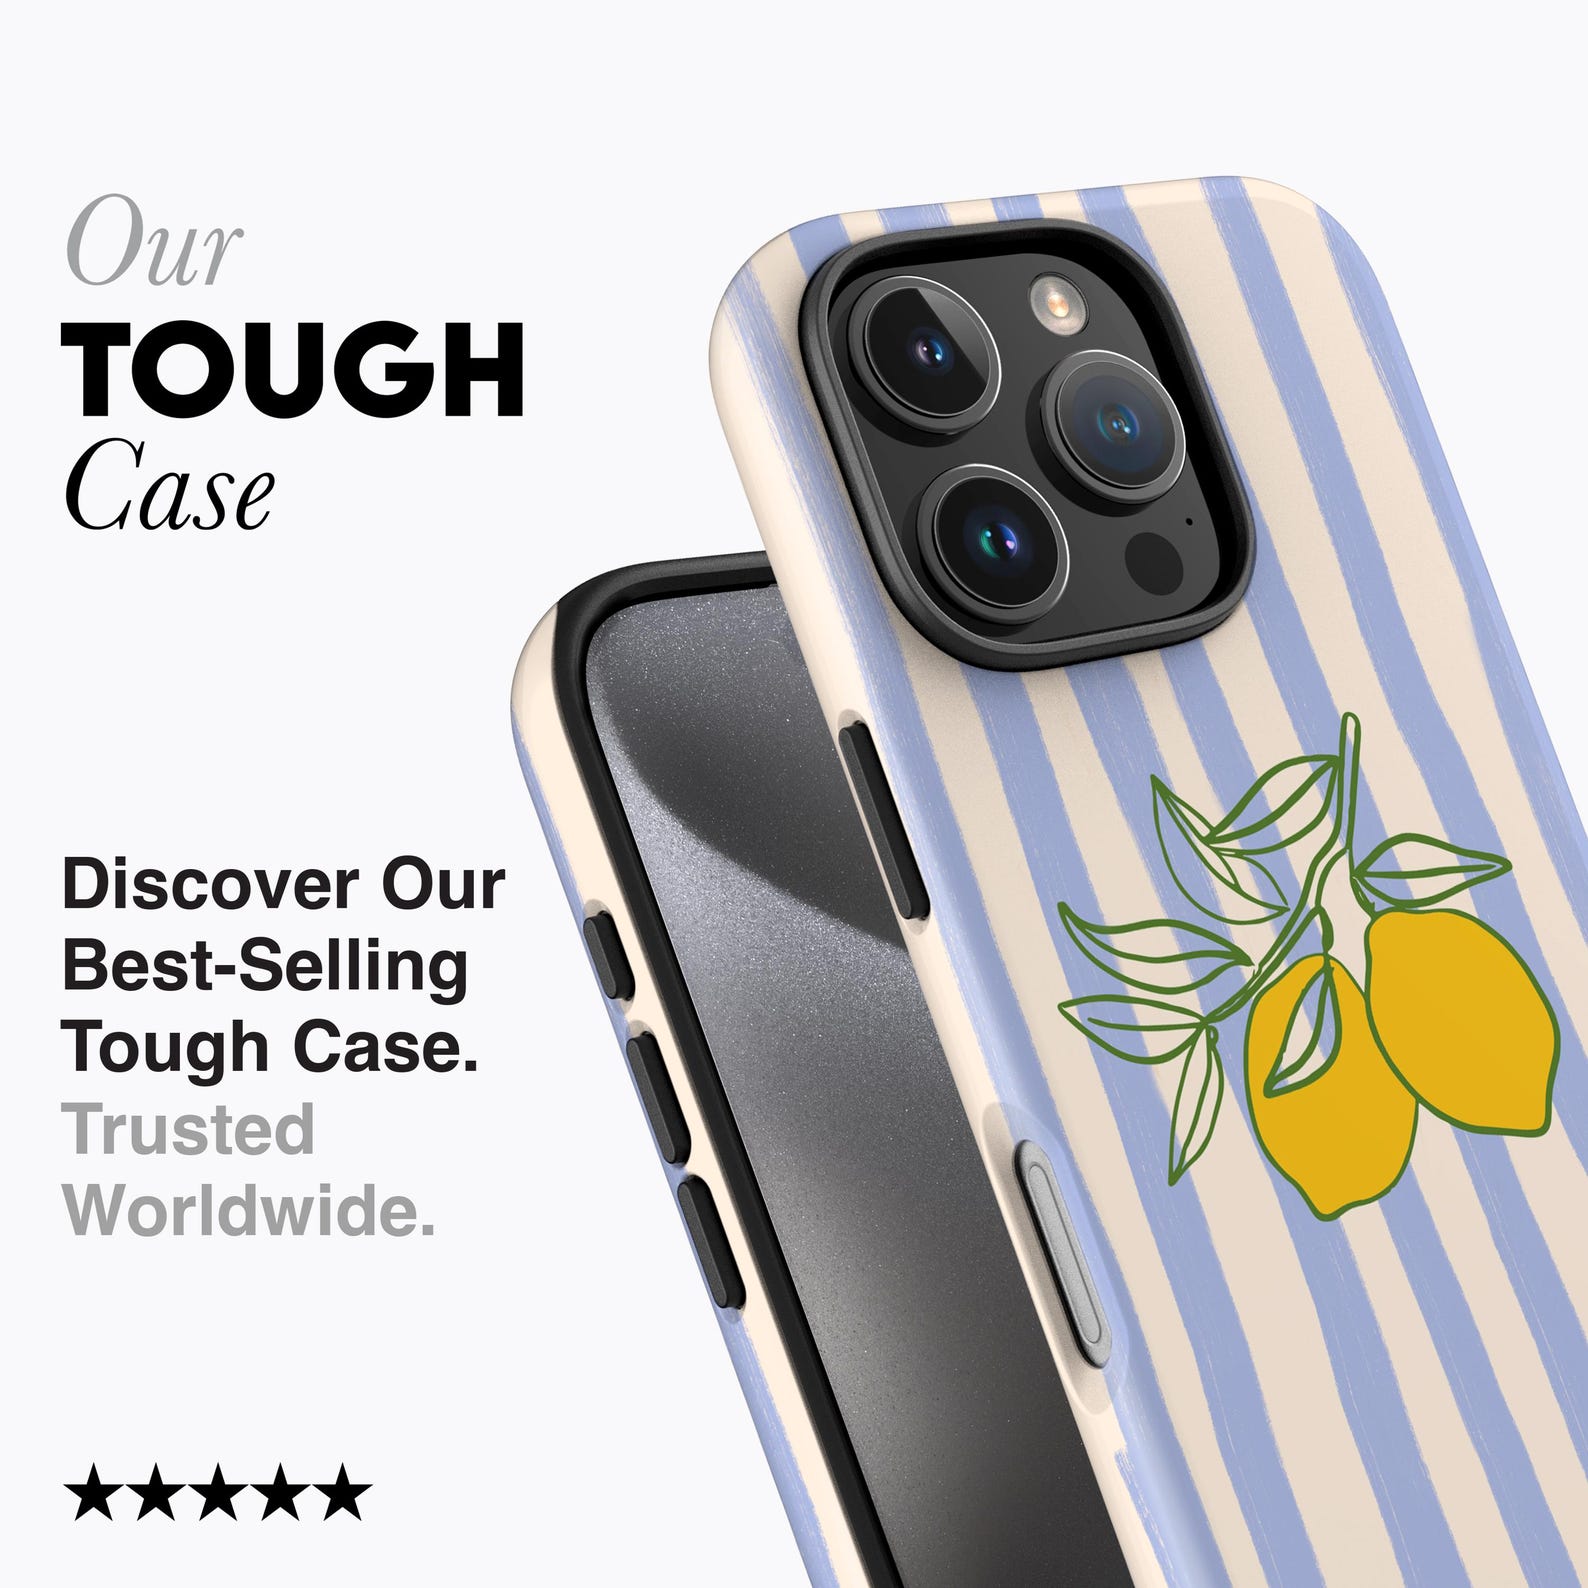 Our
TOUGH
Case
Discover Our
Best-Selling
Tough Case.
Trusted
Worldwide.